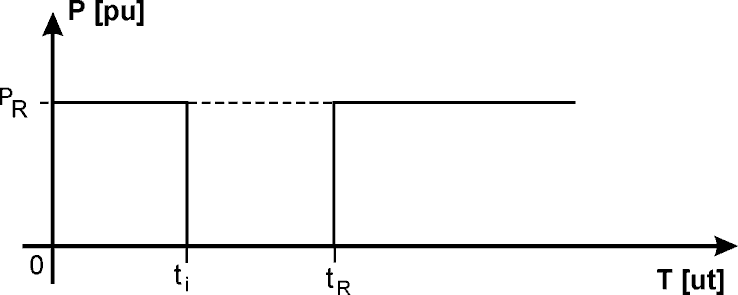 P [pu]
P_R
0
t_i
t_R
T [ut]